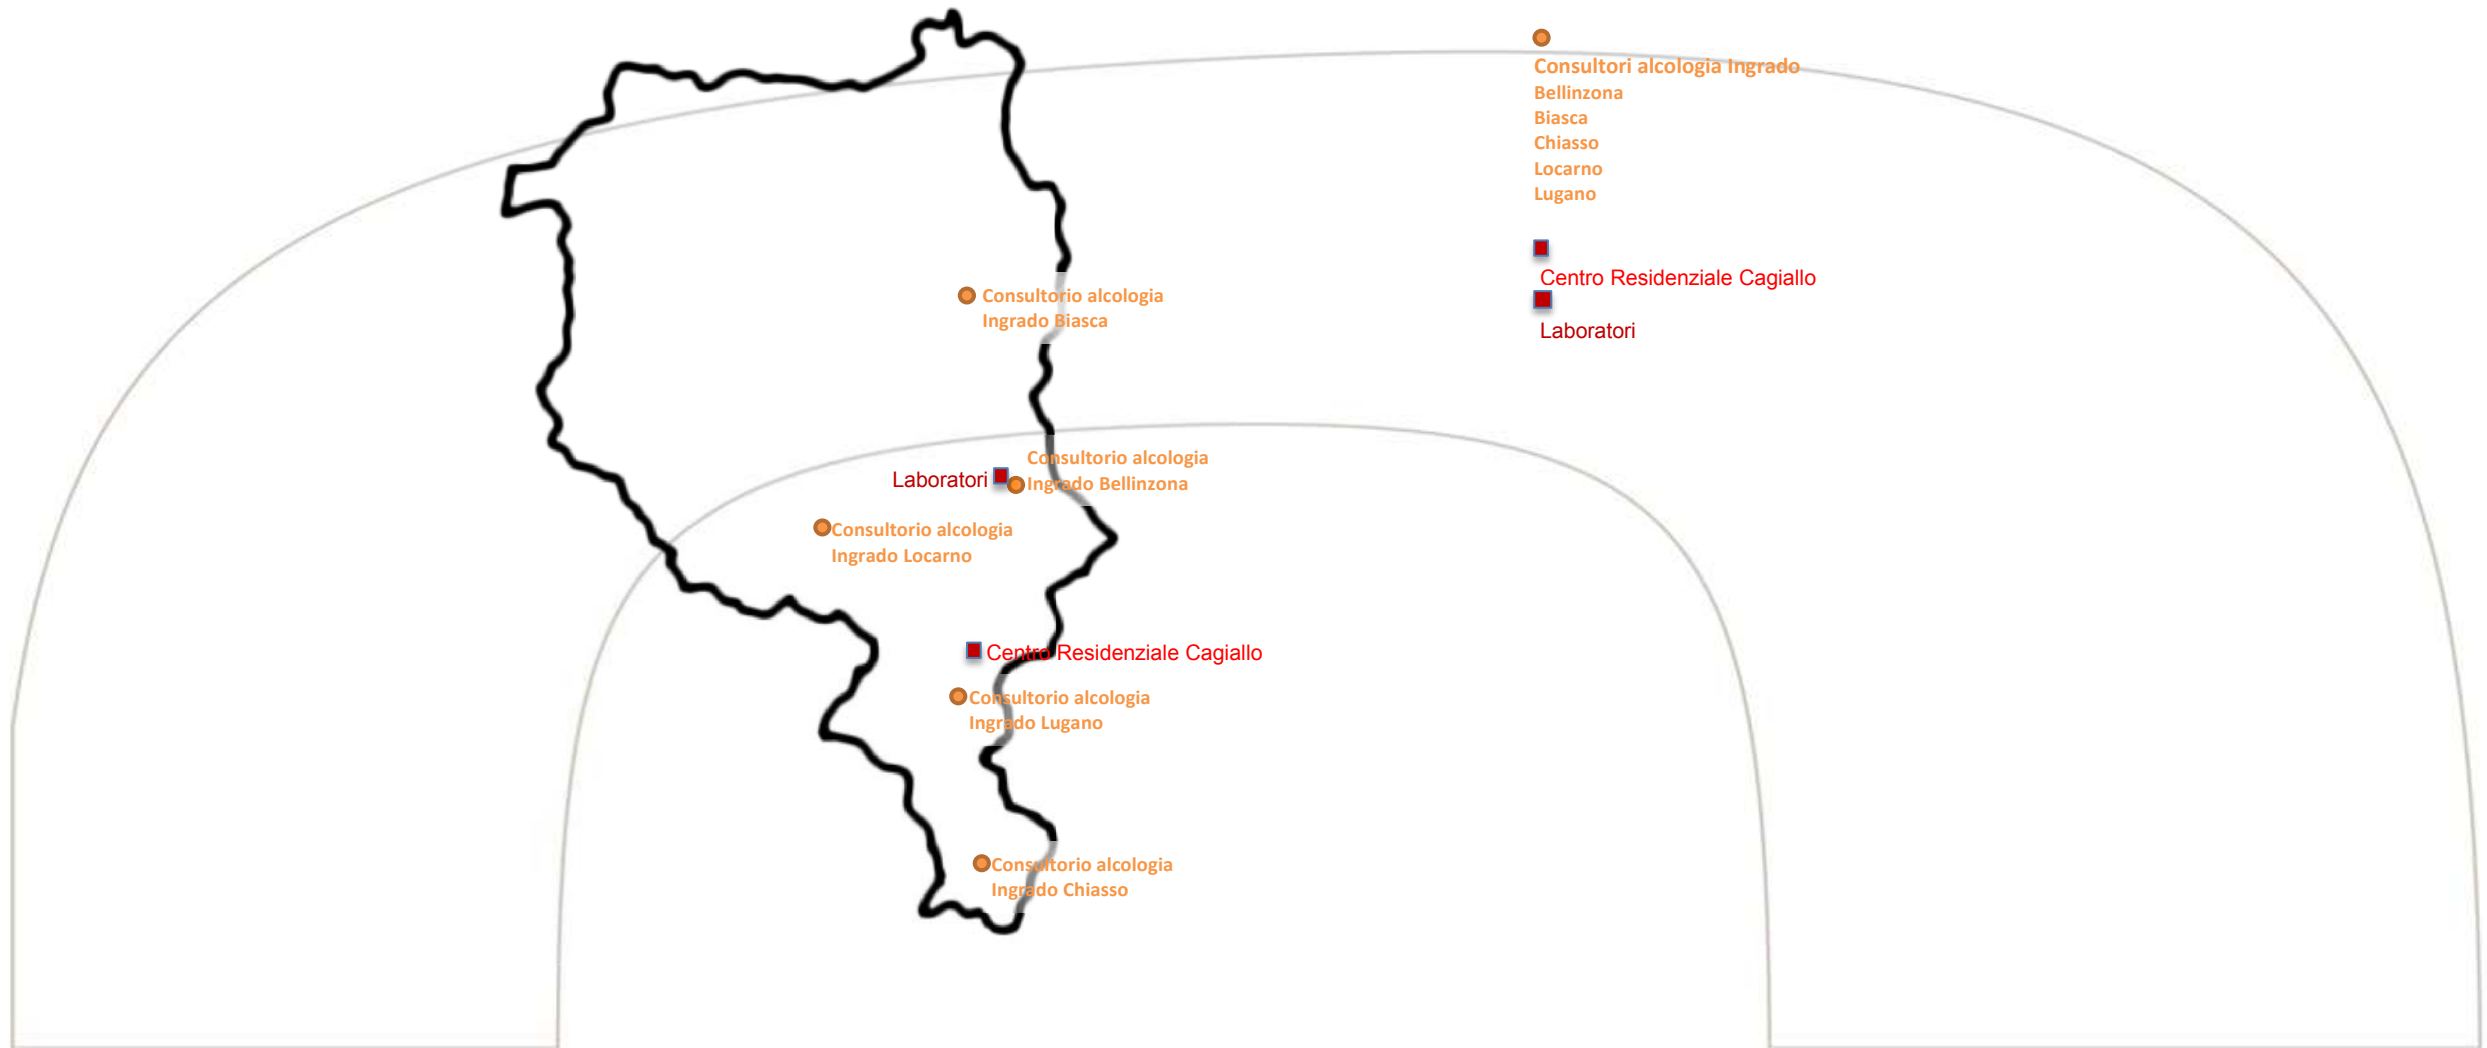 Consultori alcologia Ingrado
Bellinzona
Biasca
Chiasso
Locarno
Lugano
Centro Residenziale Cagiallo
Laboratori
Consultorio alcologia
Ingrado Biasca
Consultorio alcologia
Ingrado Bellinzona
Laboratori
Consultorio alcologia
Ingrado Locarno
Centro Residenziale Cagiallo
Consultorio alcologia
Ingrado Lugano
Consultorio alcologia
Ingrado Chiasso